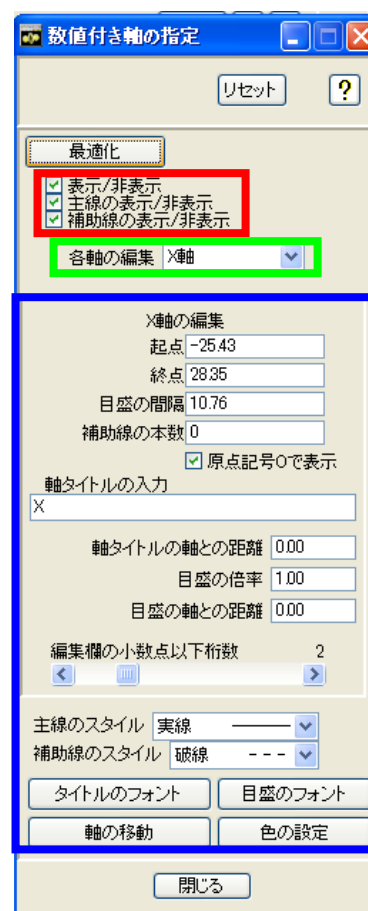 数値付き軸の指定
リセット ?
最適化
表示/非表示
主線の表示/非表示
補助線の表示/非表示
各軸の編集 X軸
X軸の編集
起点 -25.43
終点 28.35
目盛の間隔 10.76
補助線の本数 0
原点記号Oで表示
軸タイトルの入力
X
軸タイトルの軸との距離 0.00
目盛の倍率 1.00
目盛の軸との距離 0.00
編集欄の小数点以下桁数 2
主線のスタイル 実線
補助線のスタイル 破線
タイトルのフォント 目盛のフォント
軸の移動 色の設定
閉じる